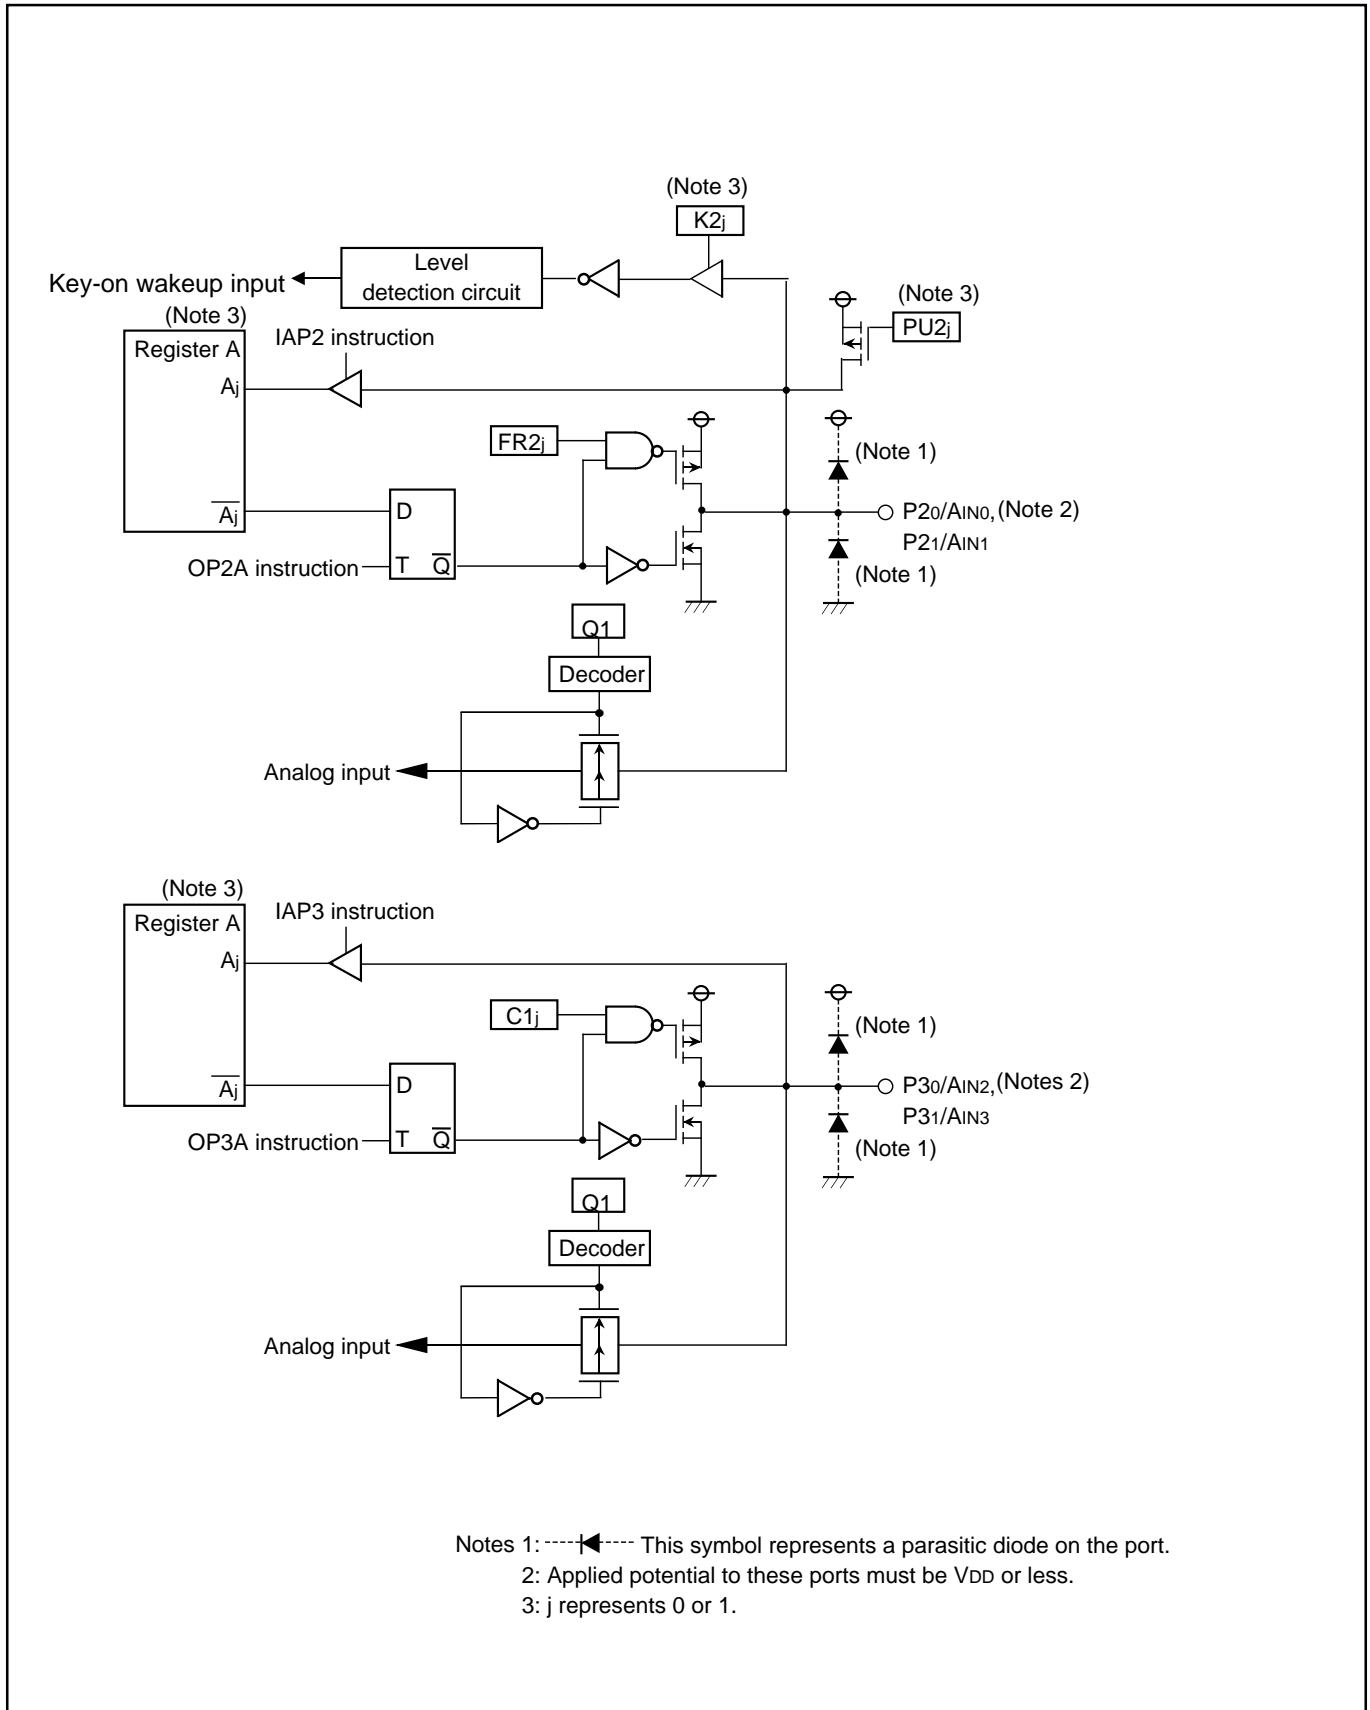 (Note 3)
K2j
Level
detection circuit
Key-on wakeup input
(Note 3)
PU2j
(Note 3)
Register A
IAP2 instruction
Aj
FR2j
(Note 1)
A̅j̅
D
P20/AIN0, (Note 2)
P21/AIN1
OP2A instruction
T Q̅
(Note 1)
Q1
Decoder
Analog input
(Note 3)
Register A
IAP3 instruction
Aj
C1j
(Note 1)
A̅j̅
D
P30/AIN2, (Notes 2)
P31/AIN3
OP3A instruction
T Q̅
(Note 1)
Q1
Decoder
Analog input
Notes 1: This symbol represents a parasitic diode on the port.
2: Applied potential to these ports must be VDD or less.
3: j represents 0 or 1.